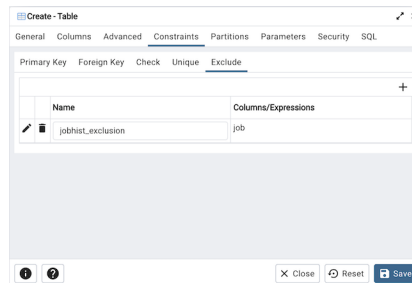 Create - Table
General Columns Advanced Constraints Partitions Parameters Security SQL
Primary Key Foreign Key Check Unique Exclude
Name Columns/Expressions
jobhist_exclusion job
Close Reset Save